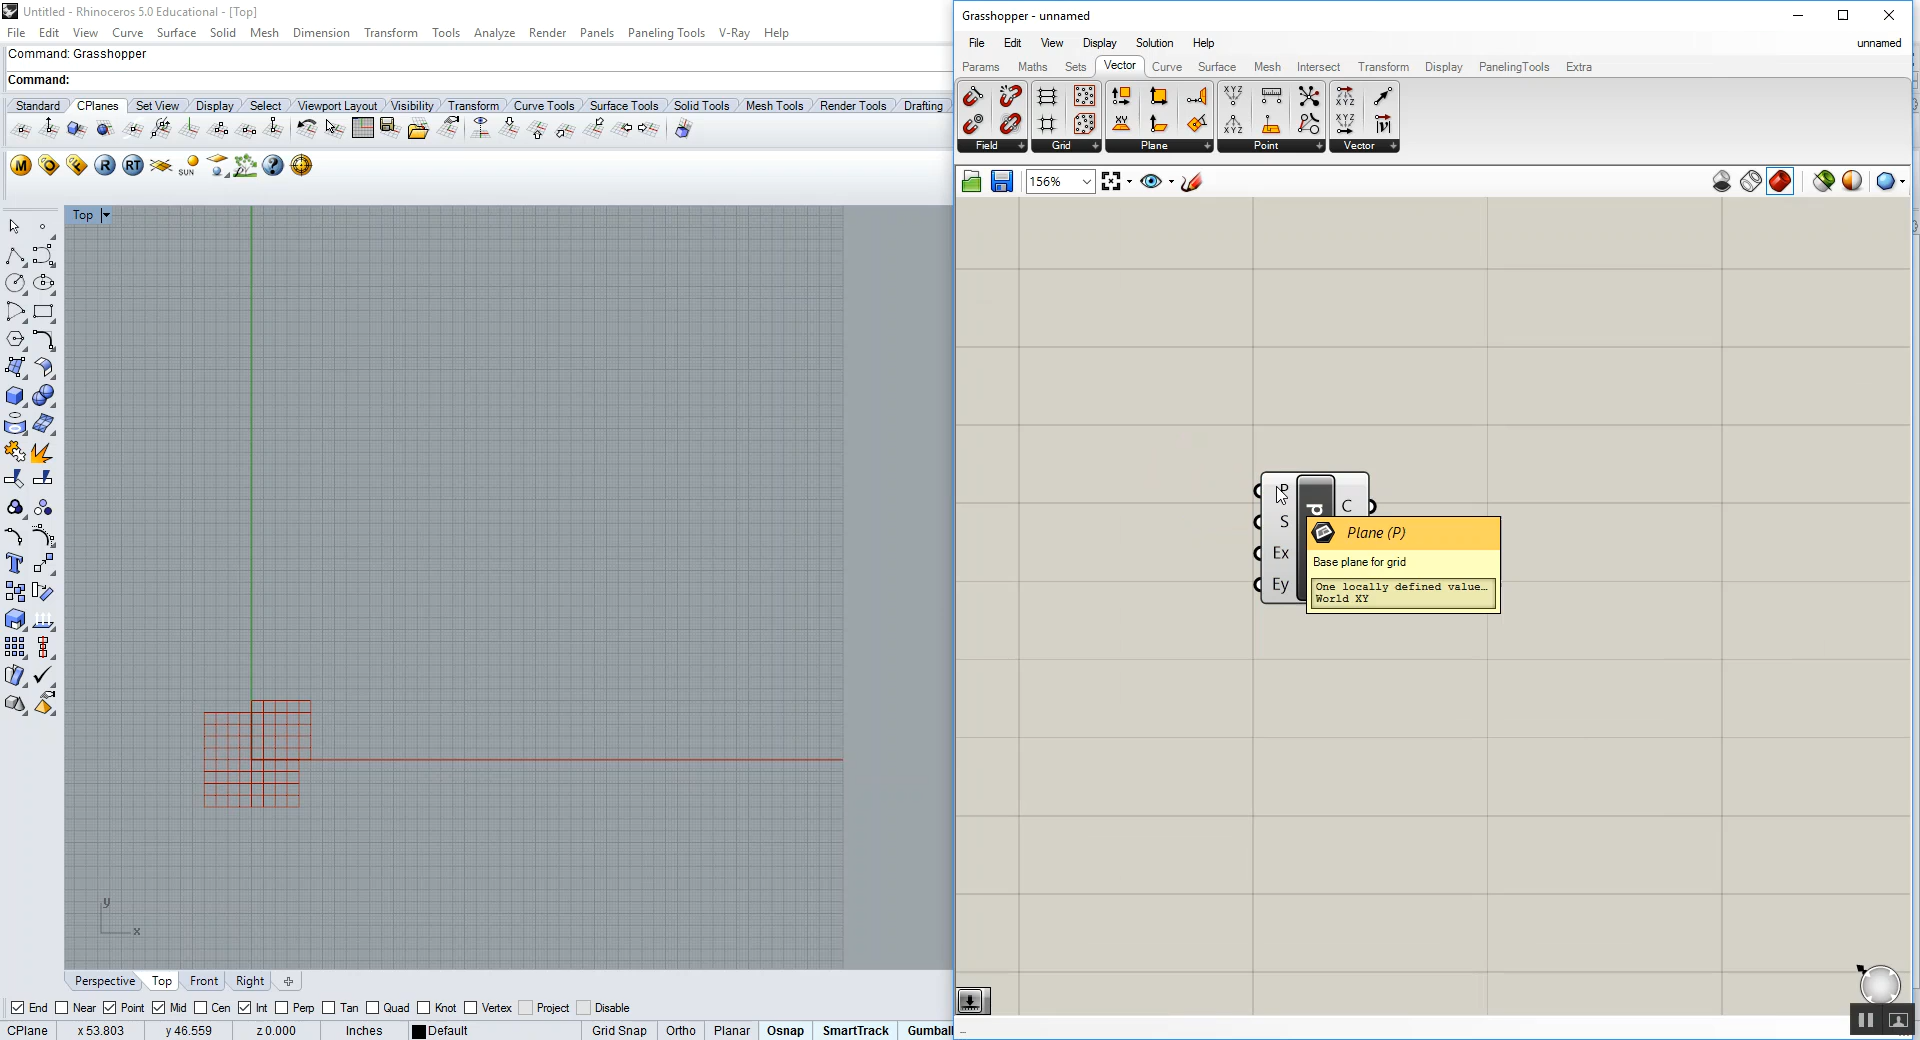 Untitled - Rhinoceros 5.0 Educational - [Top]
File Edit View Curve Surface Solid Mesh Dimension Transform Tools Analyze Render Panels Paneling Tools V-Ray Help
Command: Grasshopper
Command:
Standard CPlanes Set View Display Select Viewport Layout Visibility Transform Curve Tools Surface Tools Solid Tools Mesh Tools Render Tools Drafting
M O F R RT SUN ?
Top
y
x
Perspective Top Front Right
End Near Point Mid Cen Int Perp Tan Quad Knot Vertex Project Disable
CPlane x 53.803 y 46.559 z 0.000 Inches Default Grid Snap Ortho Planar Osnap SmartTrack Gumball
Grasshopper - unnamed
File Edit View Display Solution Help unnamed
Params Maths Sets Vector Curve Surface Mesh Intersect Transform Display PanelingTools Extra
Field Grid Plane Point Vector
156%
P
S
Ex
Ey
C
Plane (P)
Base plane for grid
One locally defined value…
World XY